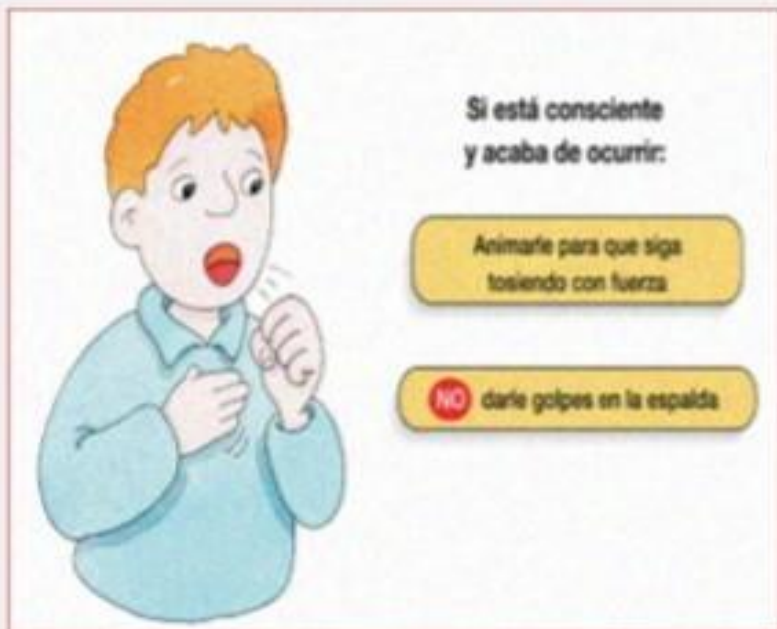 Si está consciente
y acaba de ocurrir:
Animarle para que siga
tosiendo con fuerza
NO darle golpes en la espalda